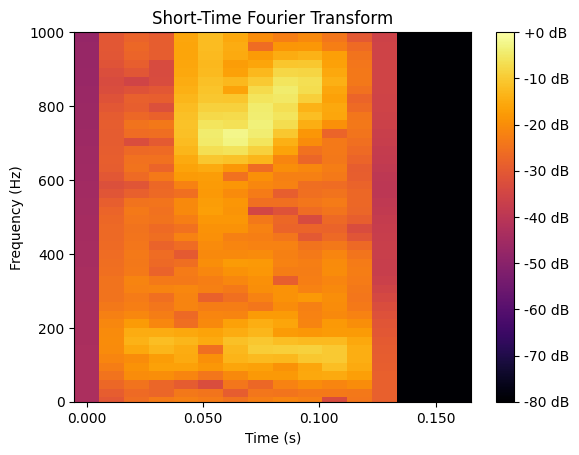 Short-Time Fourier Transform
1000
800
600
400
200
0
Frequency (Hz)
0.000
0.050
0.100
0.150
Time (s)
+0 dB
-10 dB
-20 dB
-30 dB
-40 dB
-50 dB
-60 dB
-70 dB
-80 dB